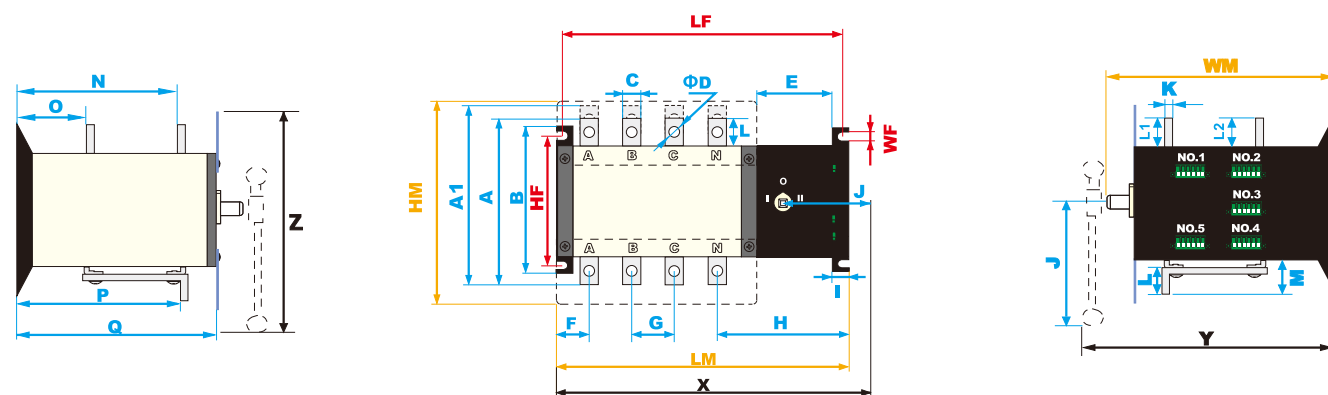 N
O
Z
P
Q
LF
C
ΦD
E
L
WF
HM
A1
A
B
HF
A B C N
O
I II
J
A B C N
I
F
G
H
LM
X
WM
K
L1
L2
NO.1 NO.2
NO.3
NO.5 NO.4
J
L
M
Y